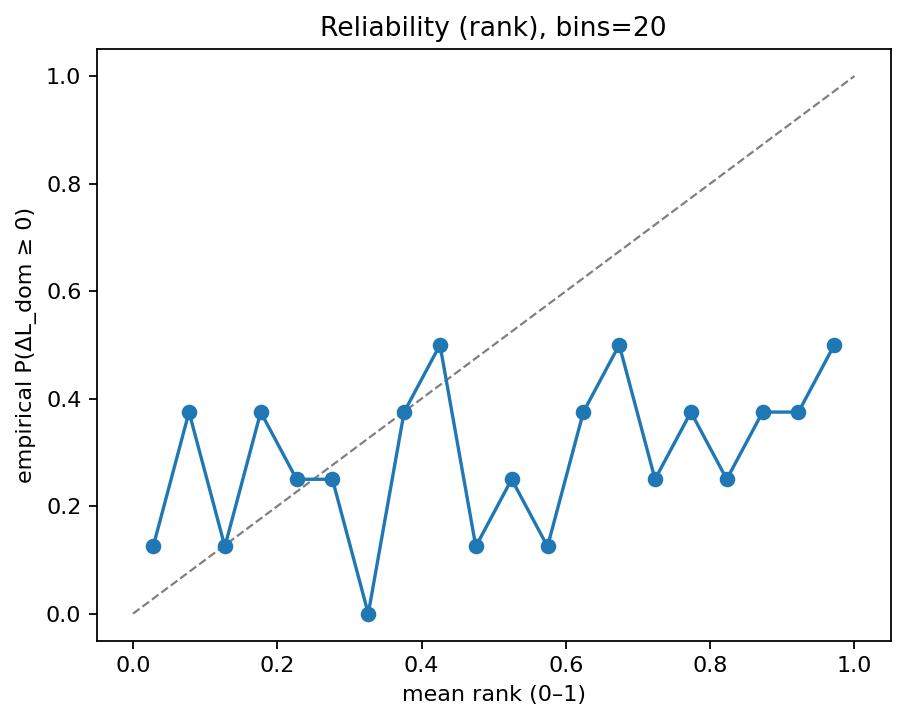 Reliability (rank), bins=20
empirical P(ΔL_dom ≥ 0)
1.0
0.8
0.6
0.4
0.2
0.0
0.0 0.2 0.4 0.6 0.8 1.0
mean rank (0–1)